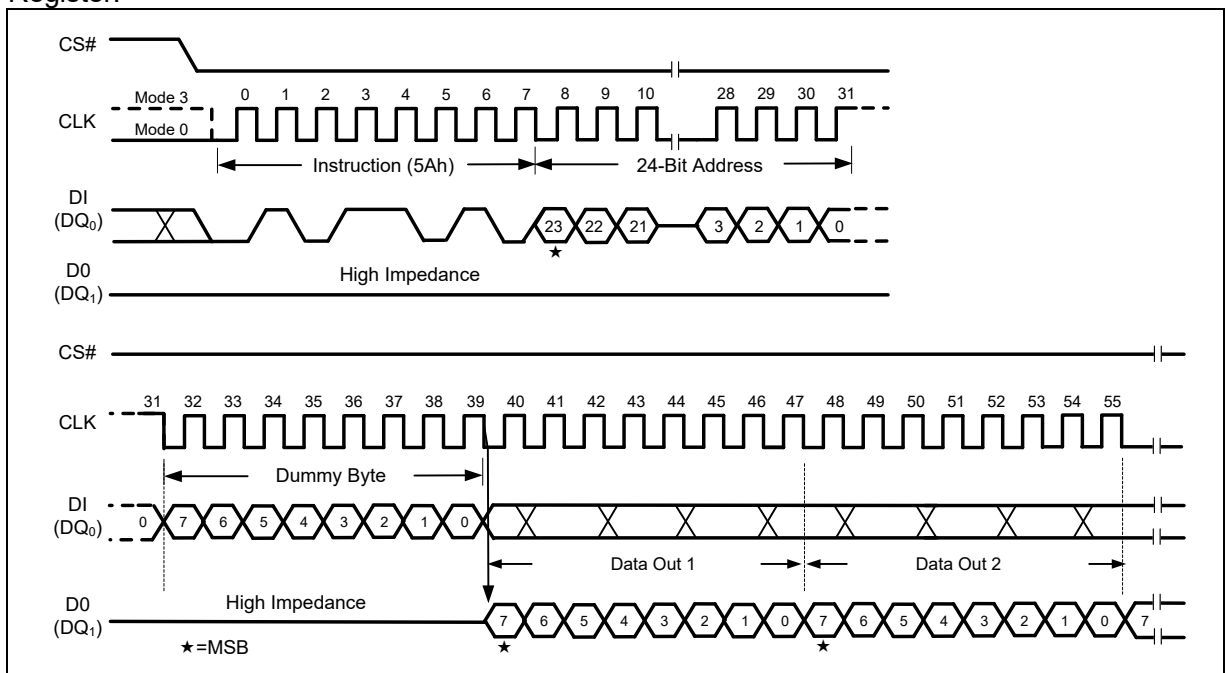 CS#
Mode 3
0 1 2 3 4 5 6 7 8 9 10 28 29 30 31
CLK
Mode 0
Instruction (5Ah)
24-Bit Address
DI
(DQ0)
23 22 21 3 2 1 0
★
D0
(DQ1)
High Impedance
CS#
31 32 33 34 35 36 37 38 39 40 41 42 43 44 45 46 47 48 49 50 51 52 53 54 55
CLK
Dummy Byte
DI
(DQ0)
0 7 6 5 4 3 2 1 0
Data Out 1
Data Out 2
D0
(DQ1)
High Impedance
7 6 5 4 3 2 1 0 7 6 5 4 3 2 1 0 7
★ ★
★=MSB